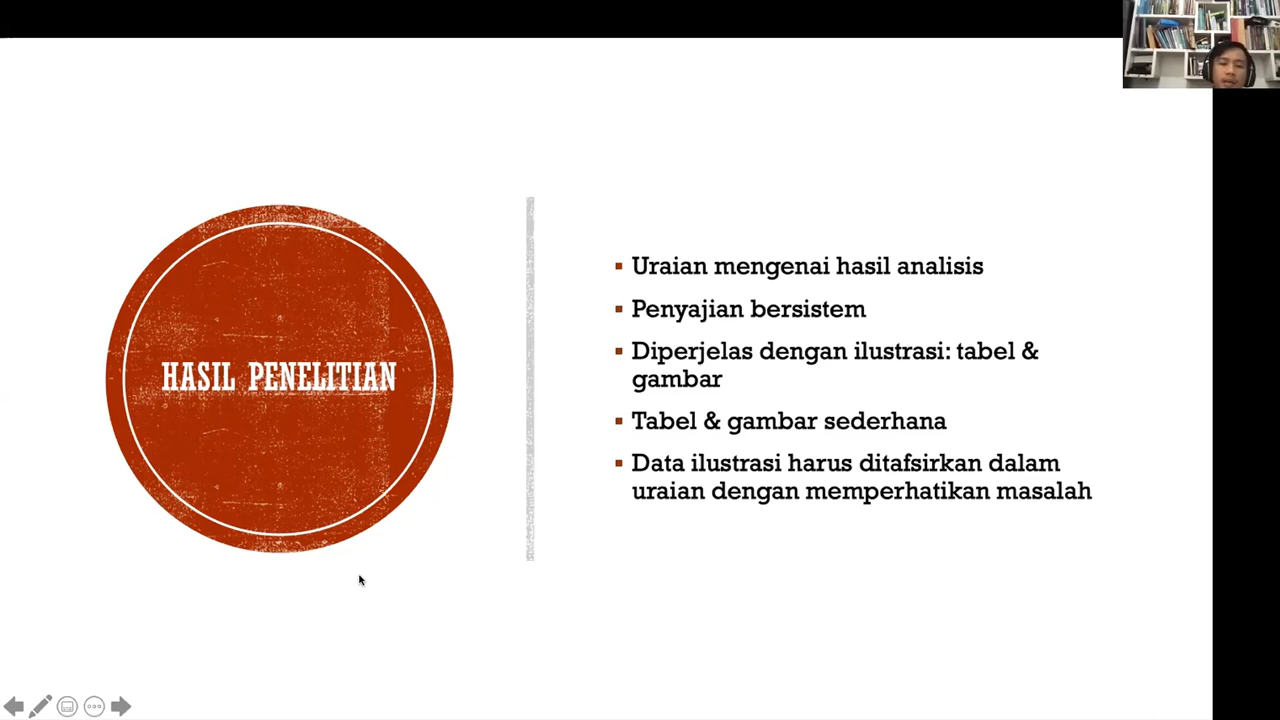 HASIL PENELITIAN
Uraian mengenai hasil analisis
Penyajian bersistem
Diperjelas dengan ilustrasi: tabel &
gambar
Tabel & gambar sederhana
Data ilustrasi harus ditafsirkan dalam
uraian dengan memperhatikan masalah